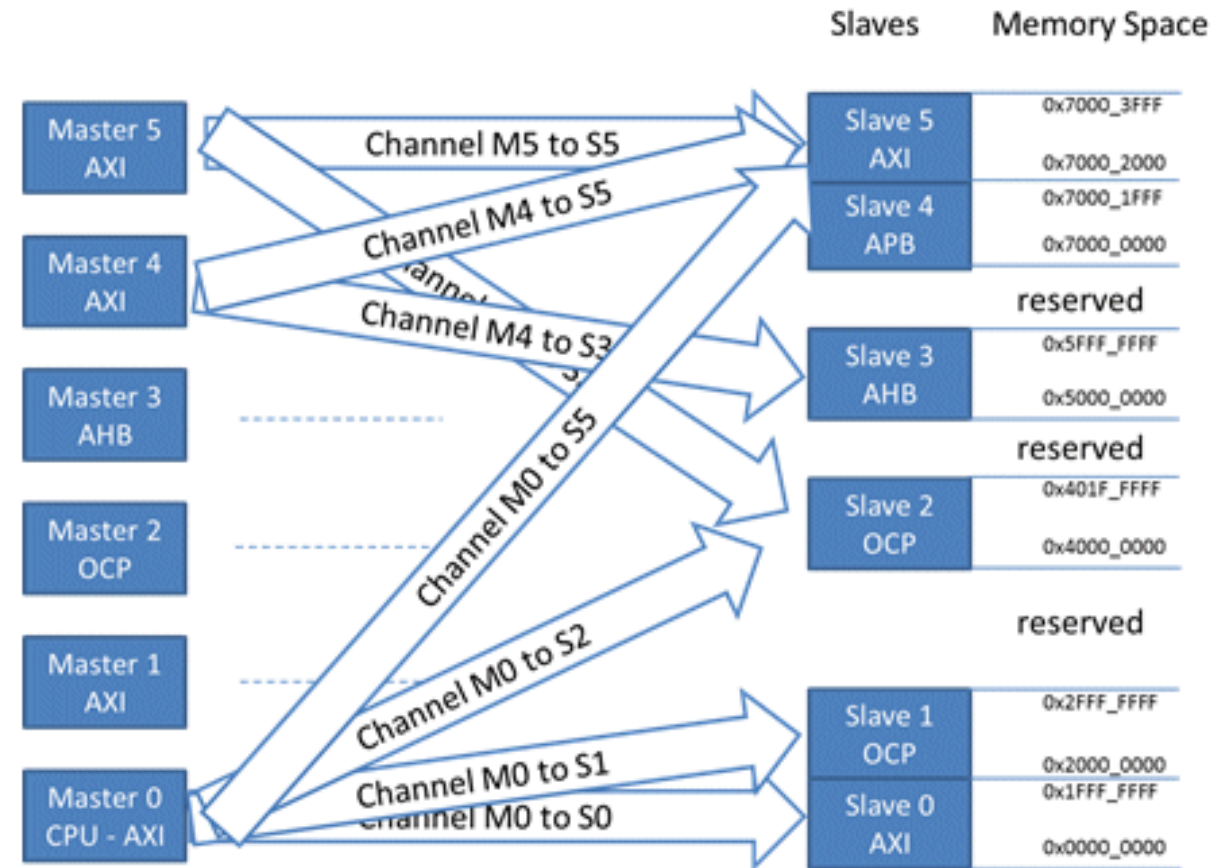 Slaves Memory Space
Master 5
AXI
Master 4
AXI
Master 3
AHB
Master 2
OCP
Master 1
AXI
Master 0
CPU - AXI
Channel M5 to S5
Channel M4 to S5
Channel M4 to S3
Channel M0 to S5
Channel M0 to S2
Channel M0 to S1
Channel M0 to S0
Slave 5
AXI
Slave 4
APB
Slave 3
AHB
Slave 2
OCP
Slave 1
OCP
Slave 0
AXI
0x7000_3FFF
0x7000_2000
0x7000_1FFF
0x7000_0000
reserved
0x5FFF_FFFF
0x5000_0000
reserved
0x401F_FFFF
0x4000_0000
reserved
0x2FFF_FFFF
0x2000_0000
0x1FFF_FFFF
0x0000_0000